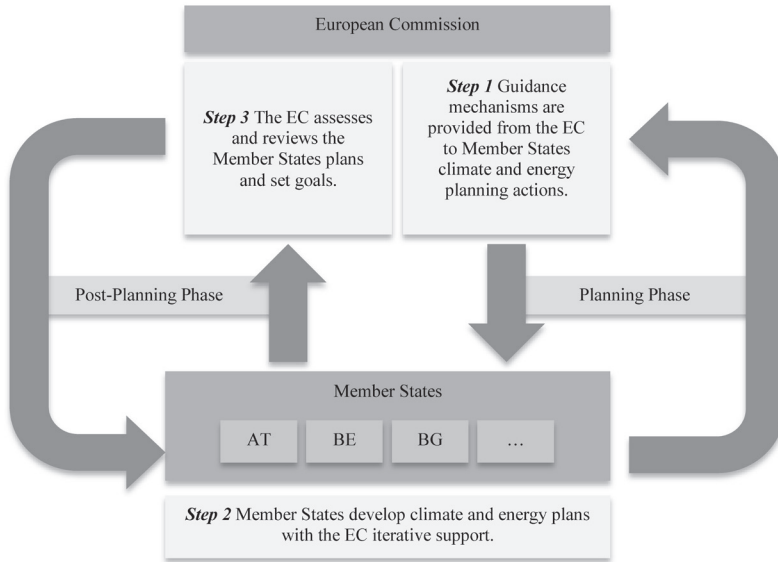 European Commission
Step 3 The EC assesses
and reviews the
Member States plans
and set goals.
Step 1 Guidance
mechanisms are
provided from the EC
to Member States
climate and energy
planning actions.
Post-Planning Phase
Planning Phase
Member States
AT
BE
BG
…
Step 2 Member States develop climate and energy plans
with the EC iterative support.